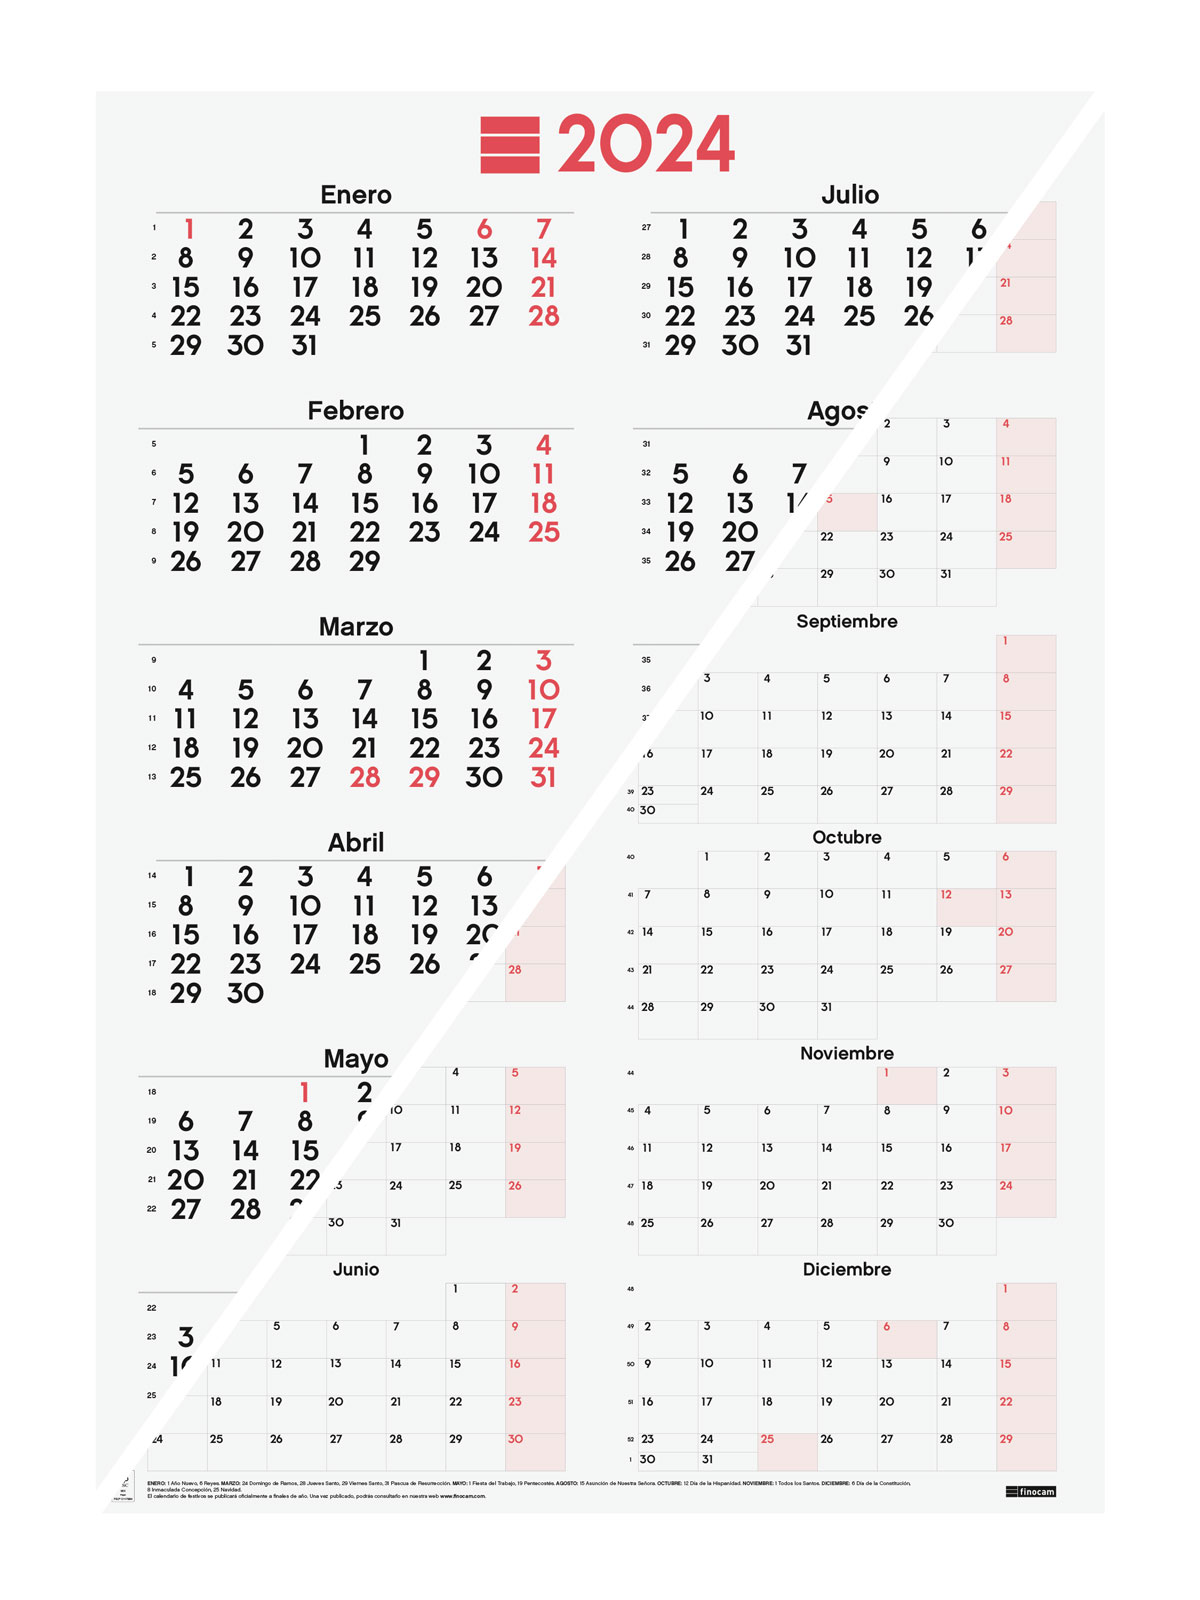 2024
Enero
1 1 2 3 4 5 6 7
2 8 9 10 11 12 13 14
3 15 16 17 18 19 20 21
4 22 23 24 25 26 27 28
5 29 30 31
Febrero
5 1 2 3 4
6 5 6 7 8 9 10 11
7 12 13 14 15 16 17 18
8 19 20 21 22 23 24 25
9 26 27 28 29
Marzo
9 1 2 3
10 4 5 6 7 8 9 10
11 11 12 13 14 15 16 17
12 18 19 20 21 22 23 24
13 25 26 27 28 29 30 31
Abril
14 1 2 3 4 5 6
15 8 9 10 11 12 13
16 15 16 17 18 19 20
17 22 23 24 25 26 28
18 29 30
Mayo
18 1 2 4 5
19 6 7 8 10 11 12
20 13 14 15 17 18 19
21 20 21 22 24 25 26
22 27 28 30 31
Junio
22 1 2
23 3 5 6 7 8 9
24 10 11 12 13 14 15 16
25 18 19 20 21 22 23
24 25 26 27 28 29 30
Julio
27 1 2 3 4 5 6
28 8 9 10 11 12
29 15 16 17 18 19 21
30 22 23 24 25 26 28
31 29 30 31
Agos
31 2 3 4
32 5 6 7 9 10 11
33 12 13 14 16 17 18
34 19 20 22 23 24 25
35 26 27 29 30 31
Septiembre
35 1
36 3 4 5 6 7 8
10 11 12 13 14 15
16 17 18 19 20 21 22
39 23 24 25 26 27 28 29
40 30
Octubre
40 1 2 3 4 5 6
41 7 8 9 10 11 12 13
42 14 15 16 17 18 19 20
43 21 22 23 24 25 26 27
44 28 29 30 31
Noviembre
44 1 2 3
45 4 5 6 7 8 9 10
46 11 12 13 14 15 16 17
47 18 19 20 21 22 23 24
48 25 26 27 28 29 30
Diciembre
48 1
49 2 3 4 5 6 7 8
50 9 10 11 12 13 14 15
51 16 17 18 19 20 21 22
52 23 24 25 26 27 28 29
1 30 31
ENERO: 1 Año Nuevo, 6 Reyes. MARZO: 24 Domingo de Ramos, 28 Jueves Santo, 29 Viernes Santo, 31 Pascua de Resurrección. MAYO: 1 Fiesta del Trabajo, 19 Pentecostés. AGOSTO: 15 Asunción de Nuestra Señora. OCTUBRE: 12 Día de la Hispanidad. NOVIEMBRE: 1 Todos los Santos. DICIEMBRE: 6 Día de la Constitución,
8 Inmaculada Concepción, 25 Navidad.
El calendario de festivos se publicará oficialmente a finales de año. Una vez publicado, podrás consultarlo en nuestra web www.finocam.com.
finocam